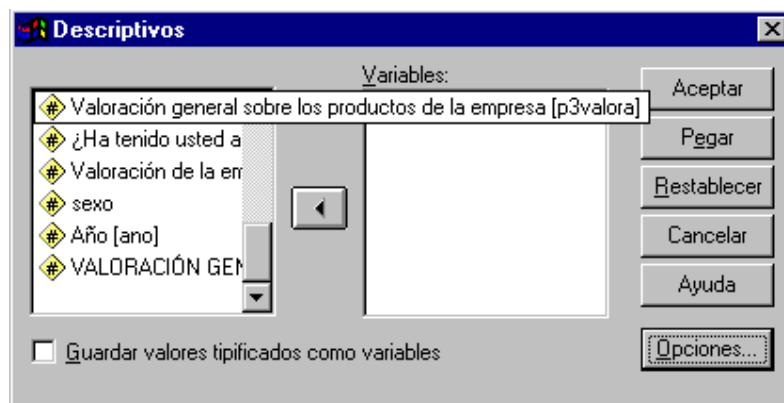 Descriptivos
Variables:
Valoración general sobre los productos de la empresa [p3valora]
¿Ha tenido usted a
Valoración de la em
sexo
Año [ano]
VALORACIÓN GEN
Guardar valores tipificados como variables
Aceptar
Pegar
Restablecer
Cancelar
Ayuda
Opciones...